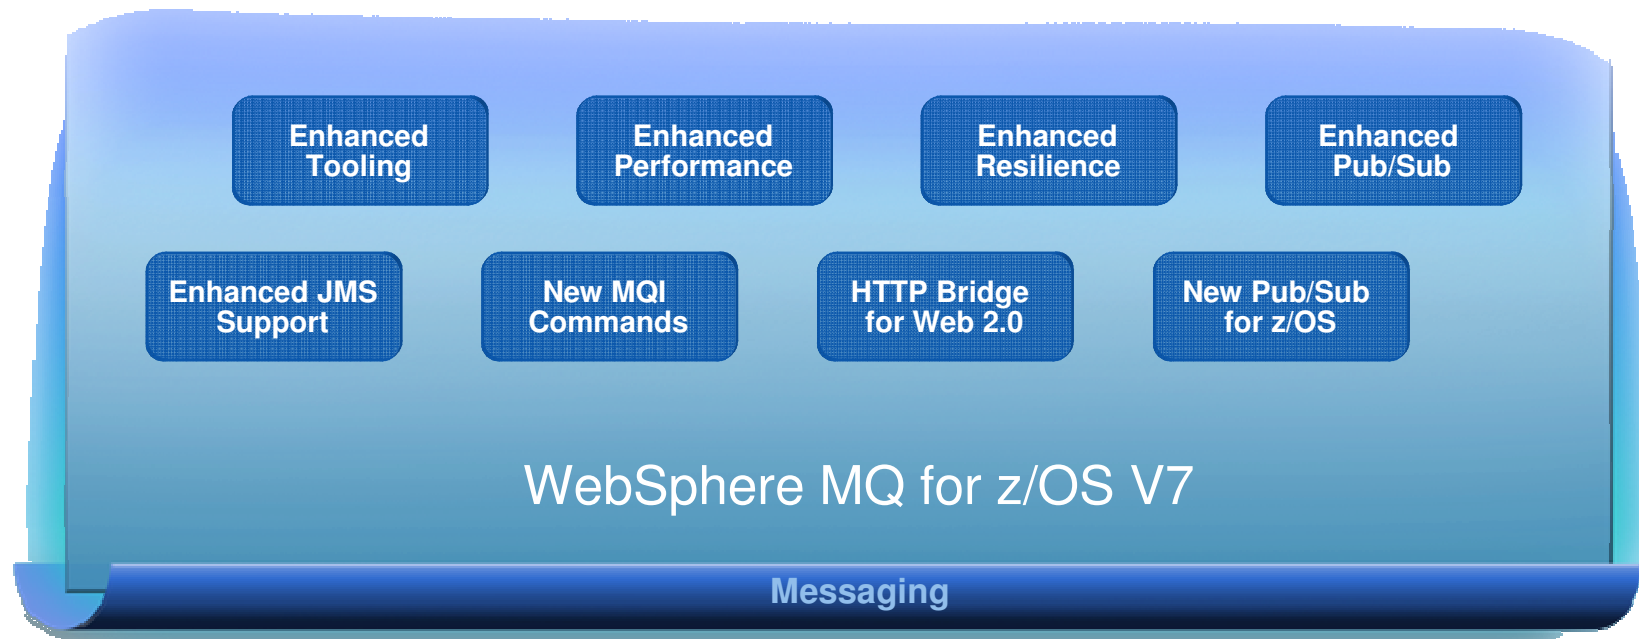 Enhanced
Tooling
Enhanced
Performance
Enhanced
Resilience
Enhanced
Pub/Sub
Enhanced JMS
Support
New MQI
Commands
HTTP Bridge
for Web 2.0
New Pub/Sub
for z/OS
WebSphere MQ for z/OS V7
Messaging